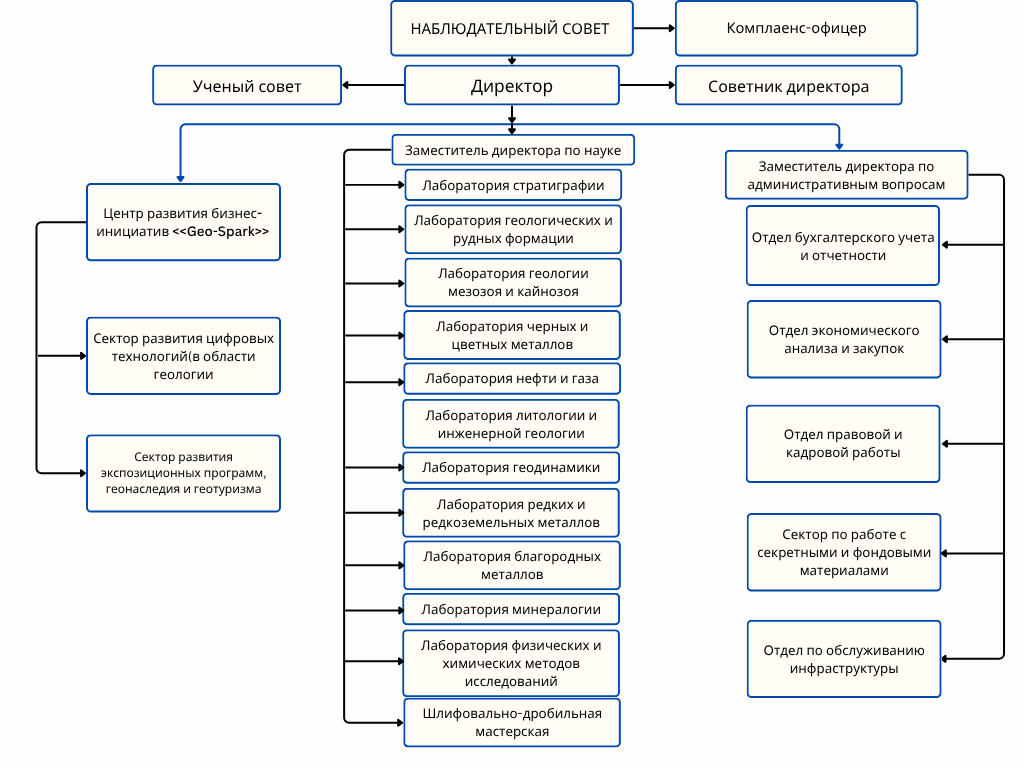 НАБЛЮДАТЕЛЬНЫЙ СОВЕТ
Комплаенс-офицер
Ученый совет
Директор
Советник директора
Заместитель директора по науке
Заместитель директора по
административным вопросам
Центр развития бизнес-
инициатив <<Geo-Spark>>
Сектор развития цифровых
технологий(в области
геологии
Сектор развития
экспозиционных программ,
геонаследия и геотуризма
Лаборатория стратиграфии
Лаборатория геологических и
рудных формации
Лаборатория геологии
мезозоя и кайнозоя
Лаборатория черных и
цветных металлов
Лаборатория нефти и газа
Лаборатория литологии и
инженерной геологии
Лаборатория геодинамики
Лаборатория редких и
редкоземельных металлов
Лаборатория благородных
металлов
Лаборатория минералогии
Лаборатория физических и
химических методов
исследований
Шлифовально-дробильная
мастерская
Отдел бухгалтерского учета
и отчетности
Отдел экономического
анализа и закупок
Отдел правовой и
кадровой работы
Сектор по работе с
секретными и фондовыми
материалами
Отдел по обслуживанию
инфраструктуры